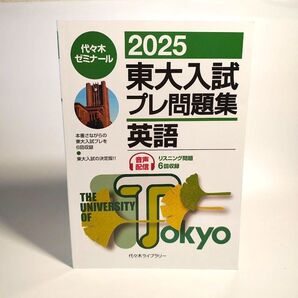 代々木
ゼミナール
2025
東大入試
プレ問題集
英語
本番さながらの
東大入試プレを
6回収録
●
東大入試の決定版!!
音声
配信
リスニング問題
6回収録
THE
UNIVERSITY
OF
Tokyo
代々木ライブラリー